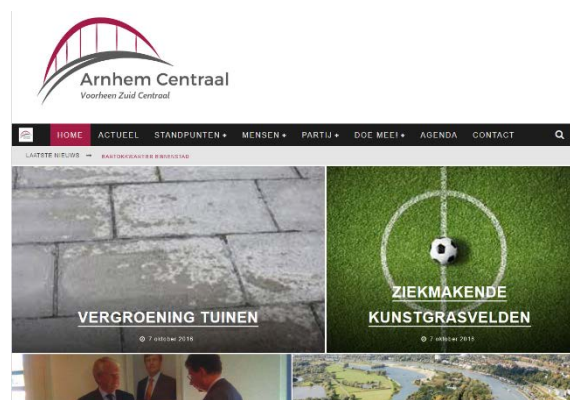 Arnhem Centraal
Voorheen Zuid Centraal
HOME ACTUEEL STANDPUNTEN + MENSEN + PARTIJ + DOE MEE! + AGENDA CONTACT
LAATSTE NIEUWS →
VERGROENING TUINEN
7 oktober 2016
ZIEKMAKENDE
KUNSTGRASVELDEN
7 oktober 2016